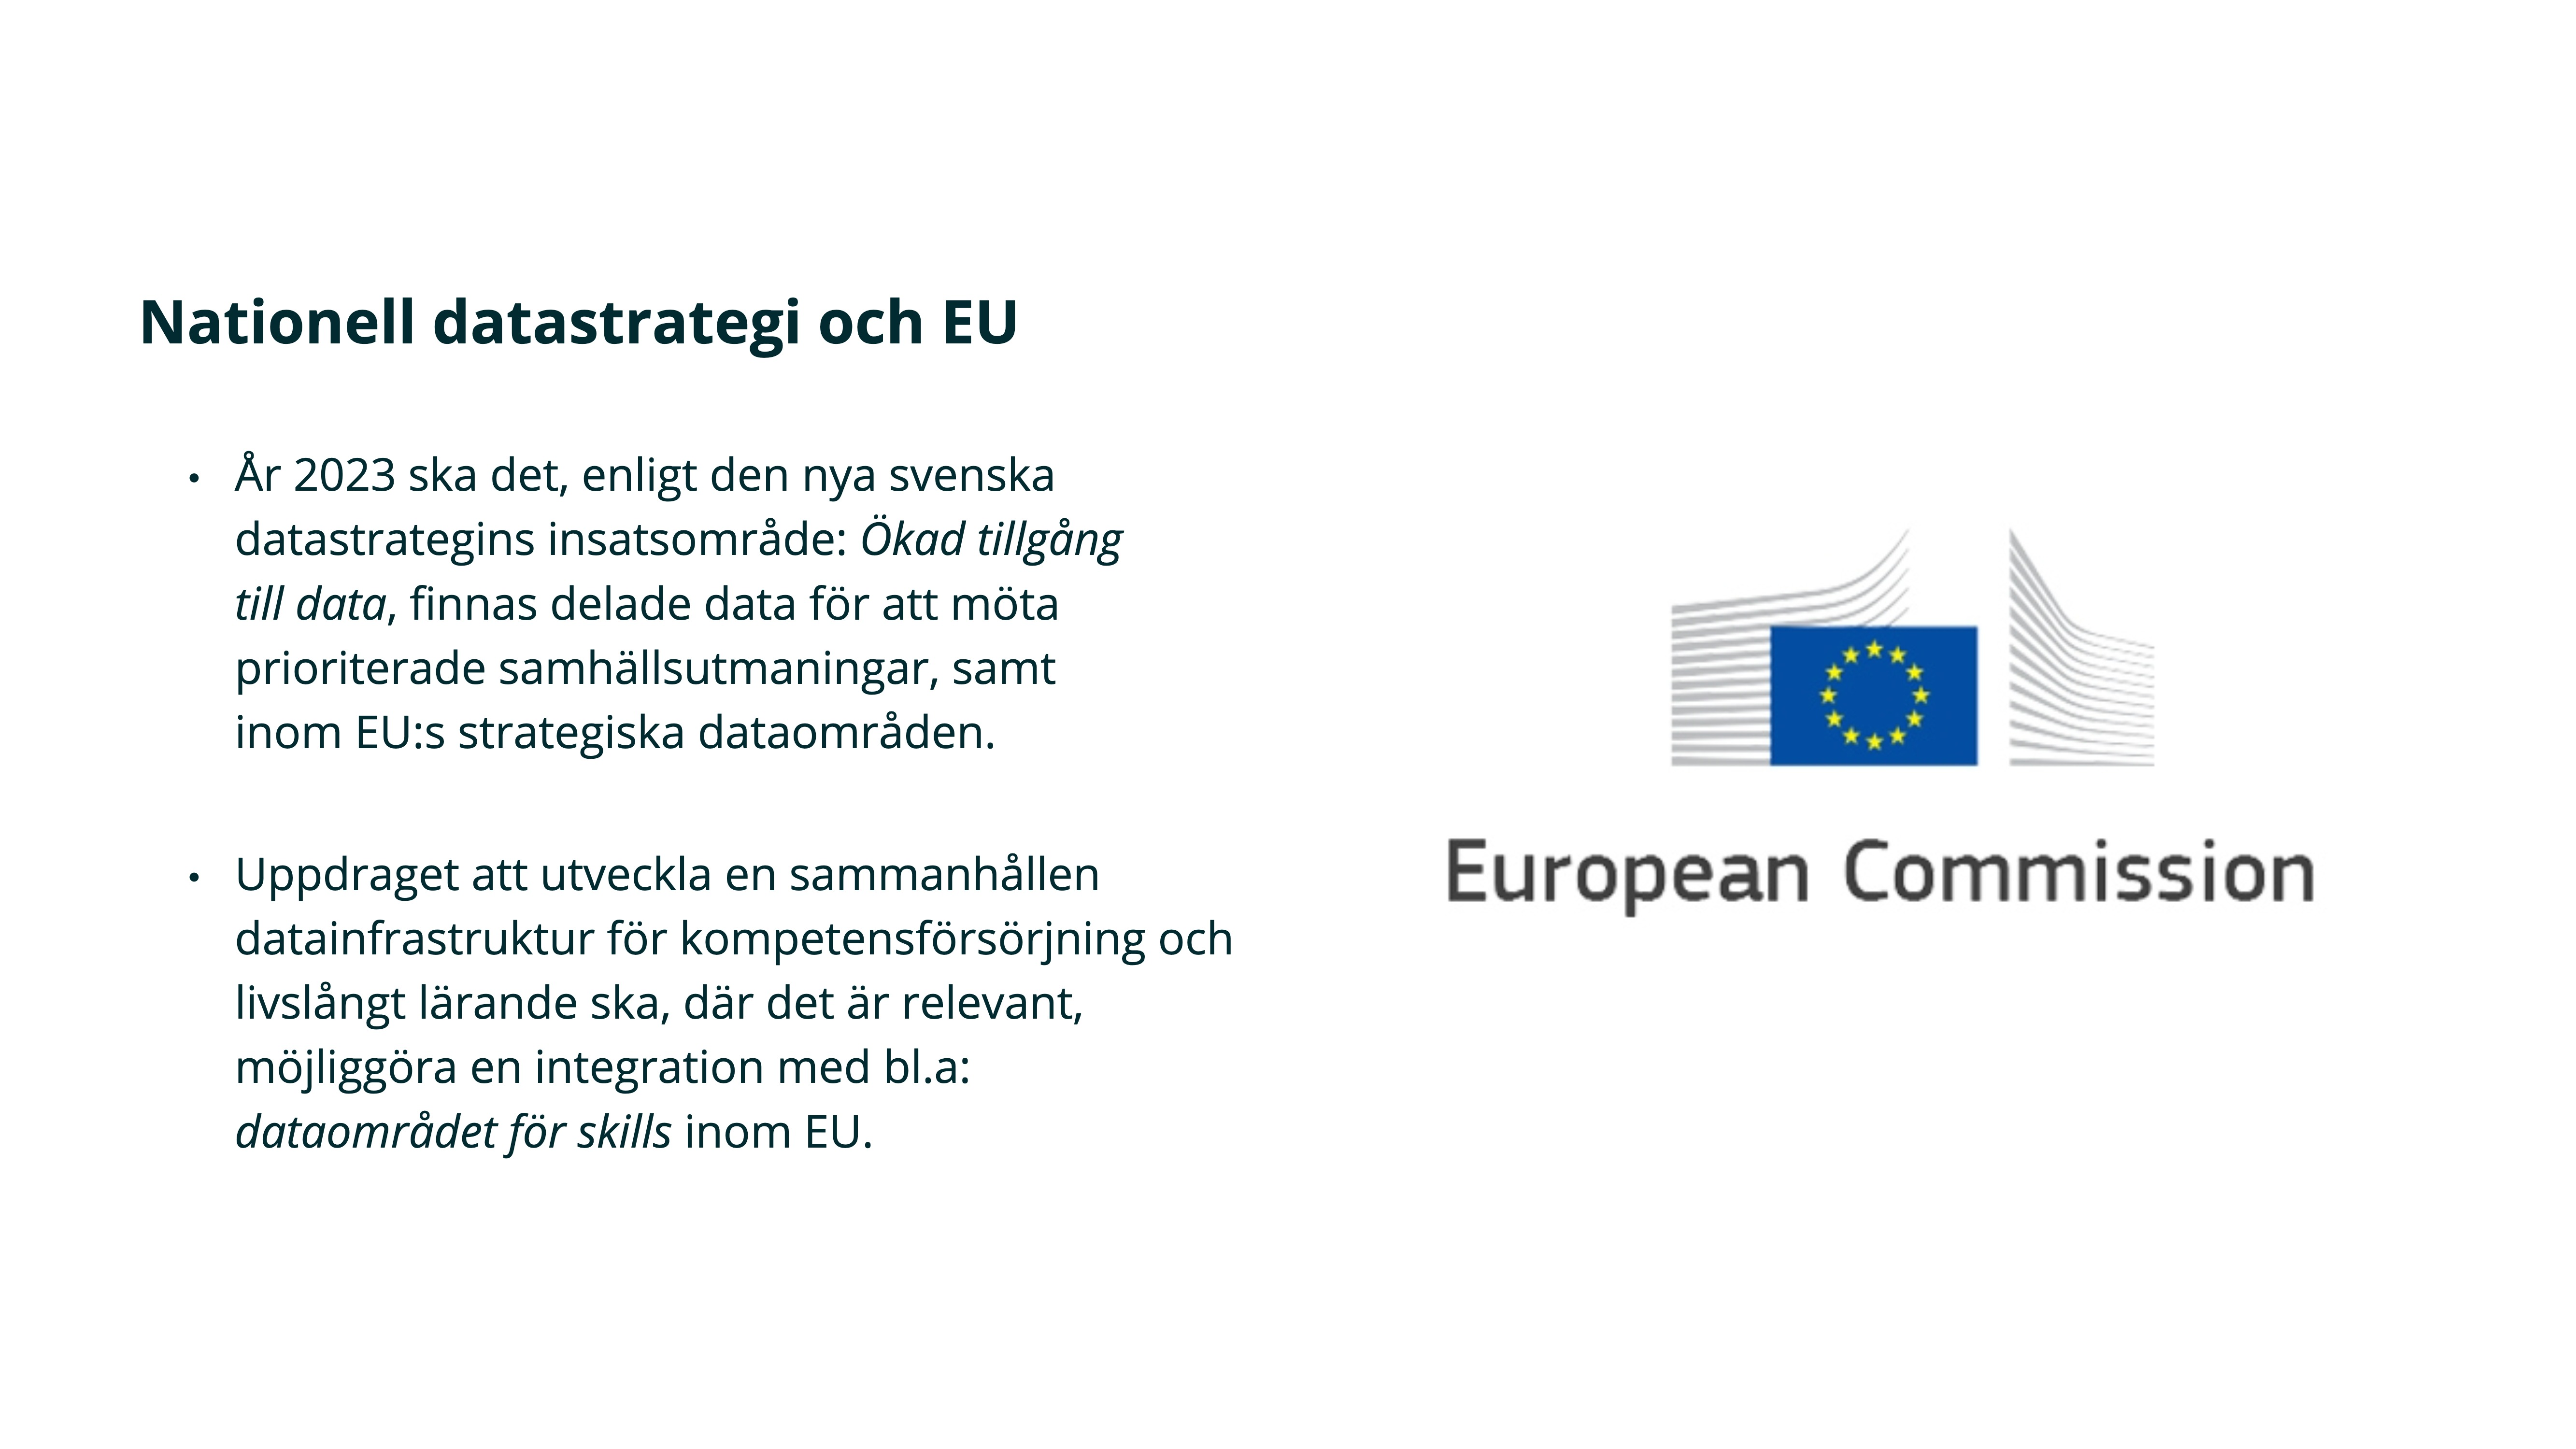 Nationell datastrategi och EU
• År 2023 ska det, enligt den nya svenska
datastrategins insatsområde: Ökad tillgång
till data, finnas delade data för att möta
prioriterade samhällsutmaningar, samt
inom EU:s strategiska dataområden.
• Uppdraget att utveckla en sammanhållen
datainfrastruktur för kompetensförsörjning och
livslångt lärande ska, där det är relevant,
möjliggöra en integration med bl.a:
dataområdet för skills inom EU.
European Commission